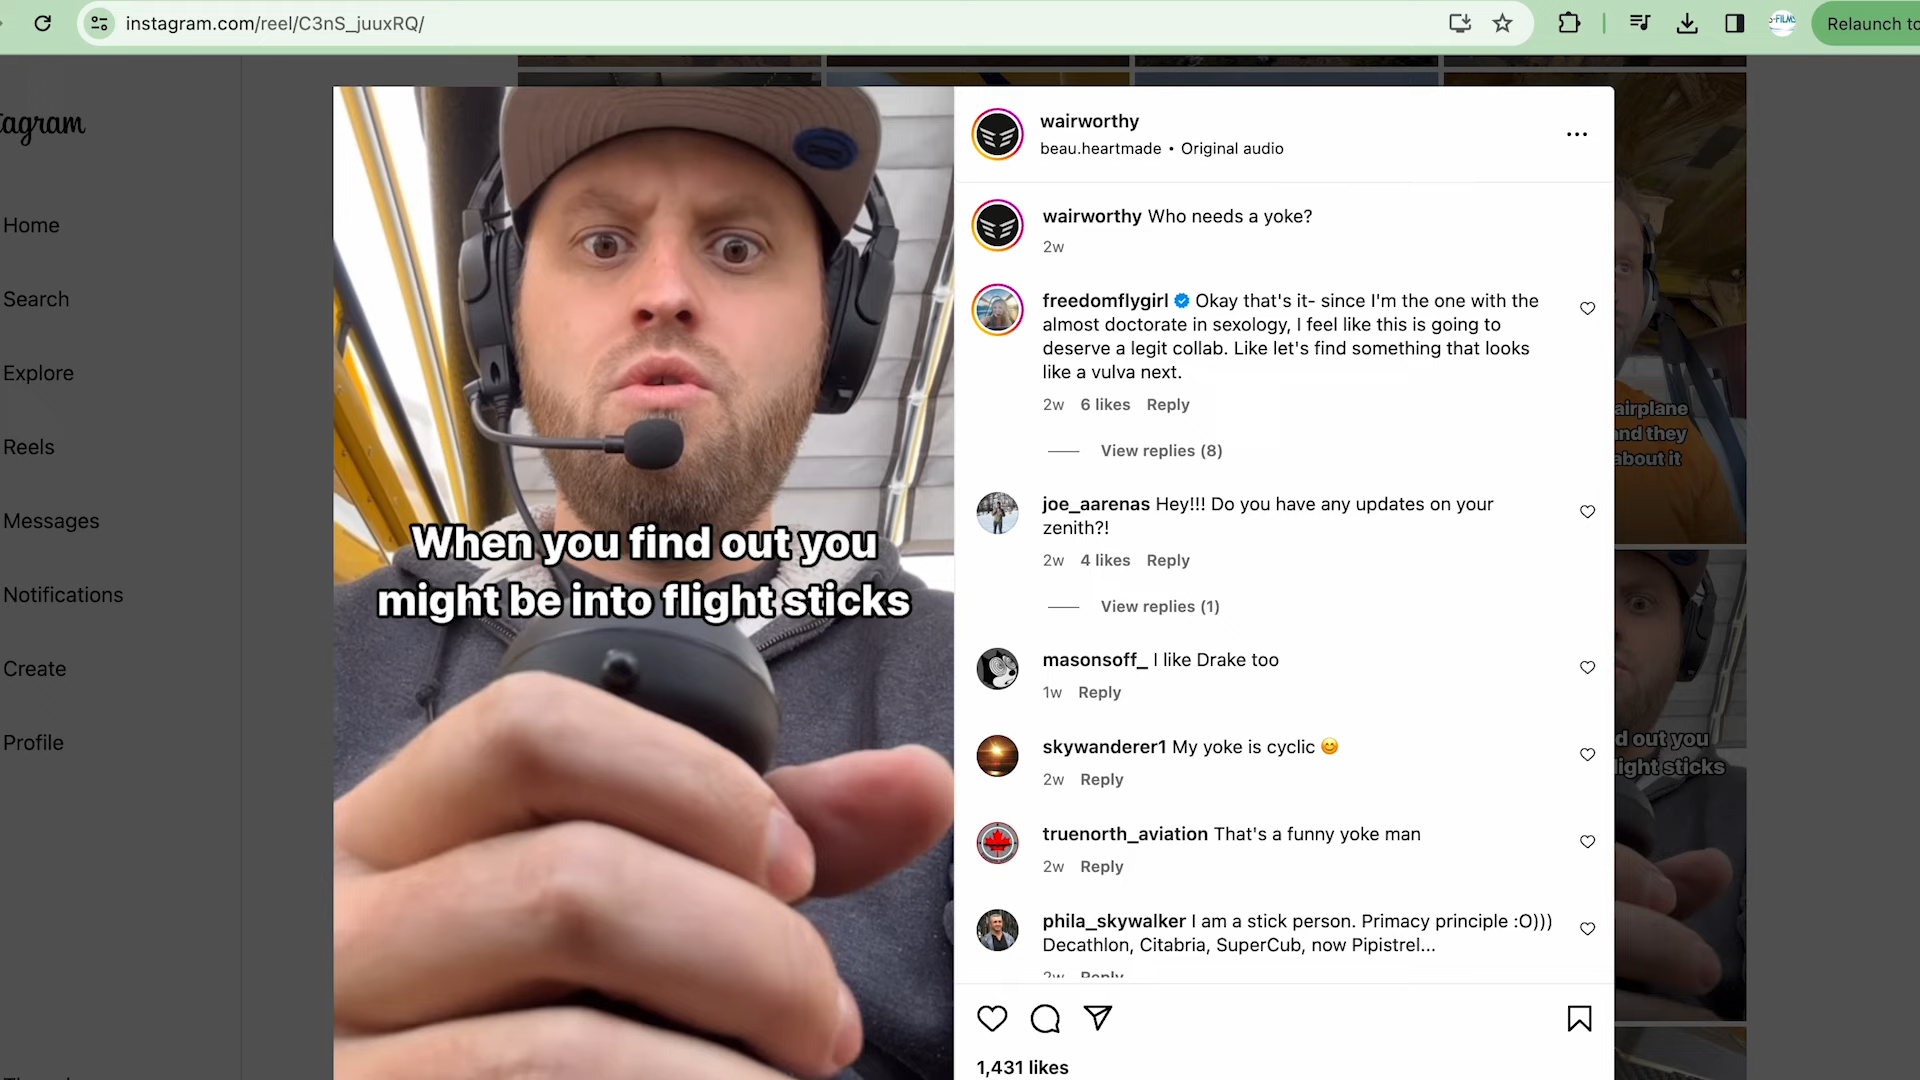 instagram.com/reel/C3nS_juuxRQ/
Relaunch to
tagram
Home
Search
Explore
Reels
Messages
Notifications
Create
Profile
When you find out you
might be into flight sticks
wairworthy
beau.heartmade • Original audio
wairworthy Who needs a yoke?
2w
freedomflygirl Okay that's it- since I'm the one with the
almost doctorate in sexology, I feel like this is going to
deserve a legit collab. Like let's find something that looks
like a vulva next.
2w 6 likes Reply
View replies (8)
joe_aarenas Hey!!! Do you have any updates on your
zenith?!
2w 4 likes Reply
View replies (1)
masonsoff_ I like Drake too
1w Reply
skywanderer1 My yoke is cyclic 😊
2w Reply
truenorth_aviation That's a funny yoke man
2w Reply
phila_skywalker I am a stick person. Primacy principle :O)))
Decathlon, Citabria, SuperCub, now Pipistrel...
2w Reply
1,431 likes
airplane
and they
about it
d out you
light sticks